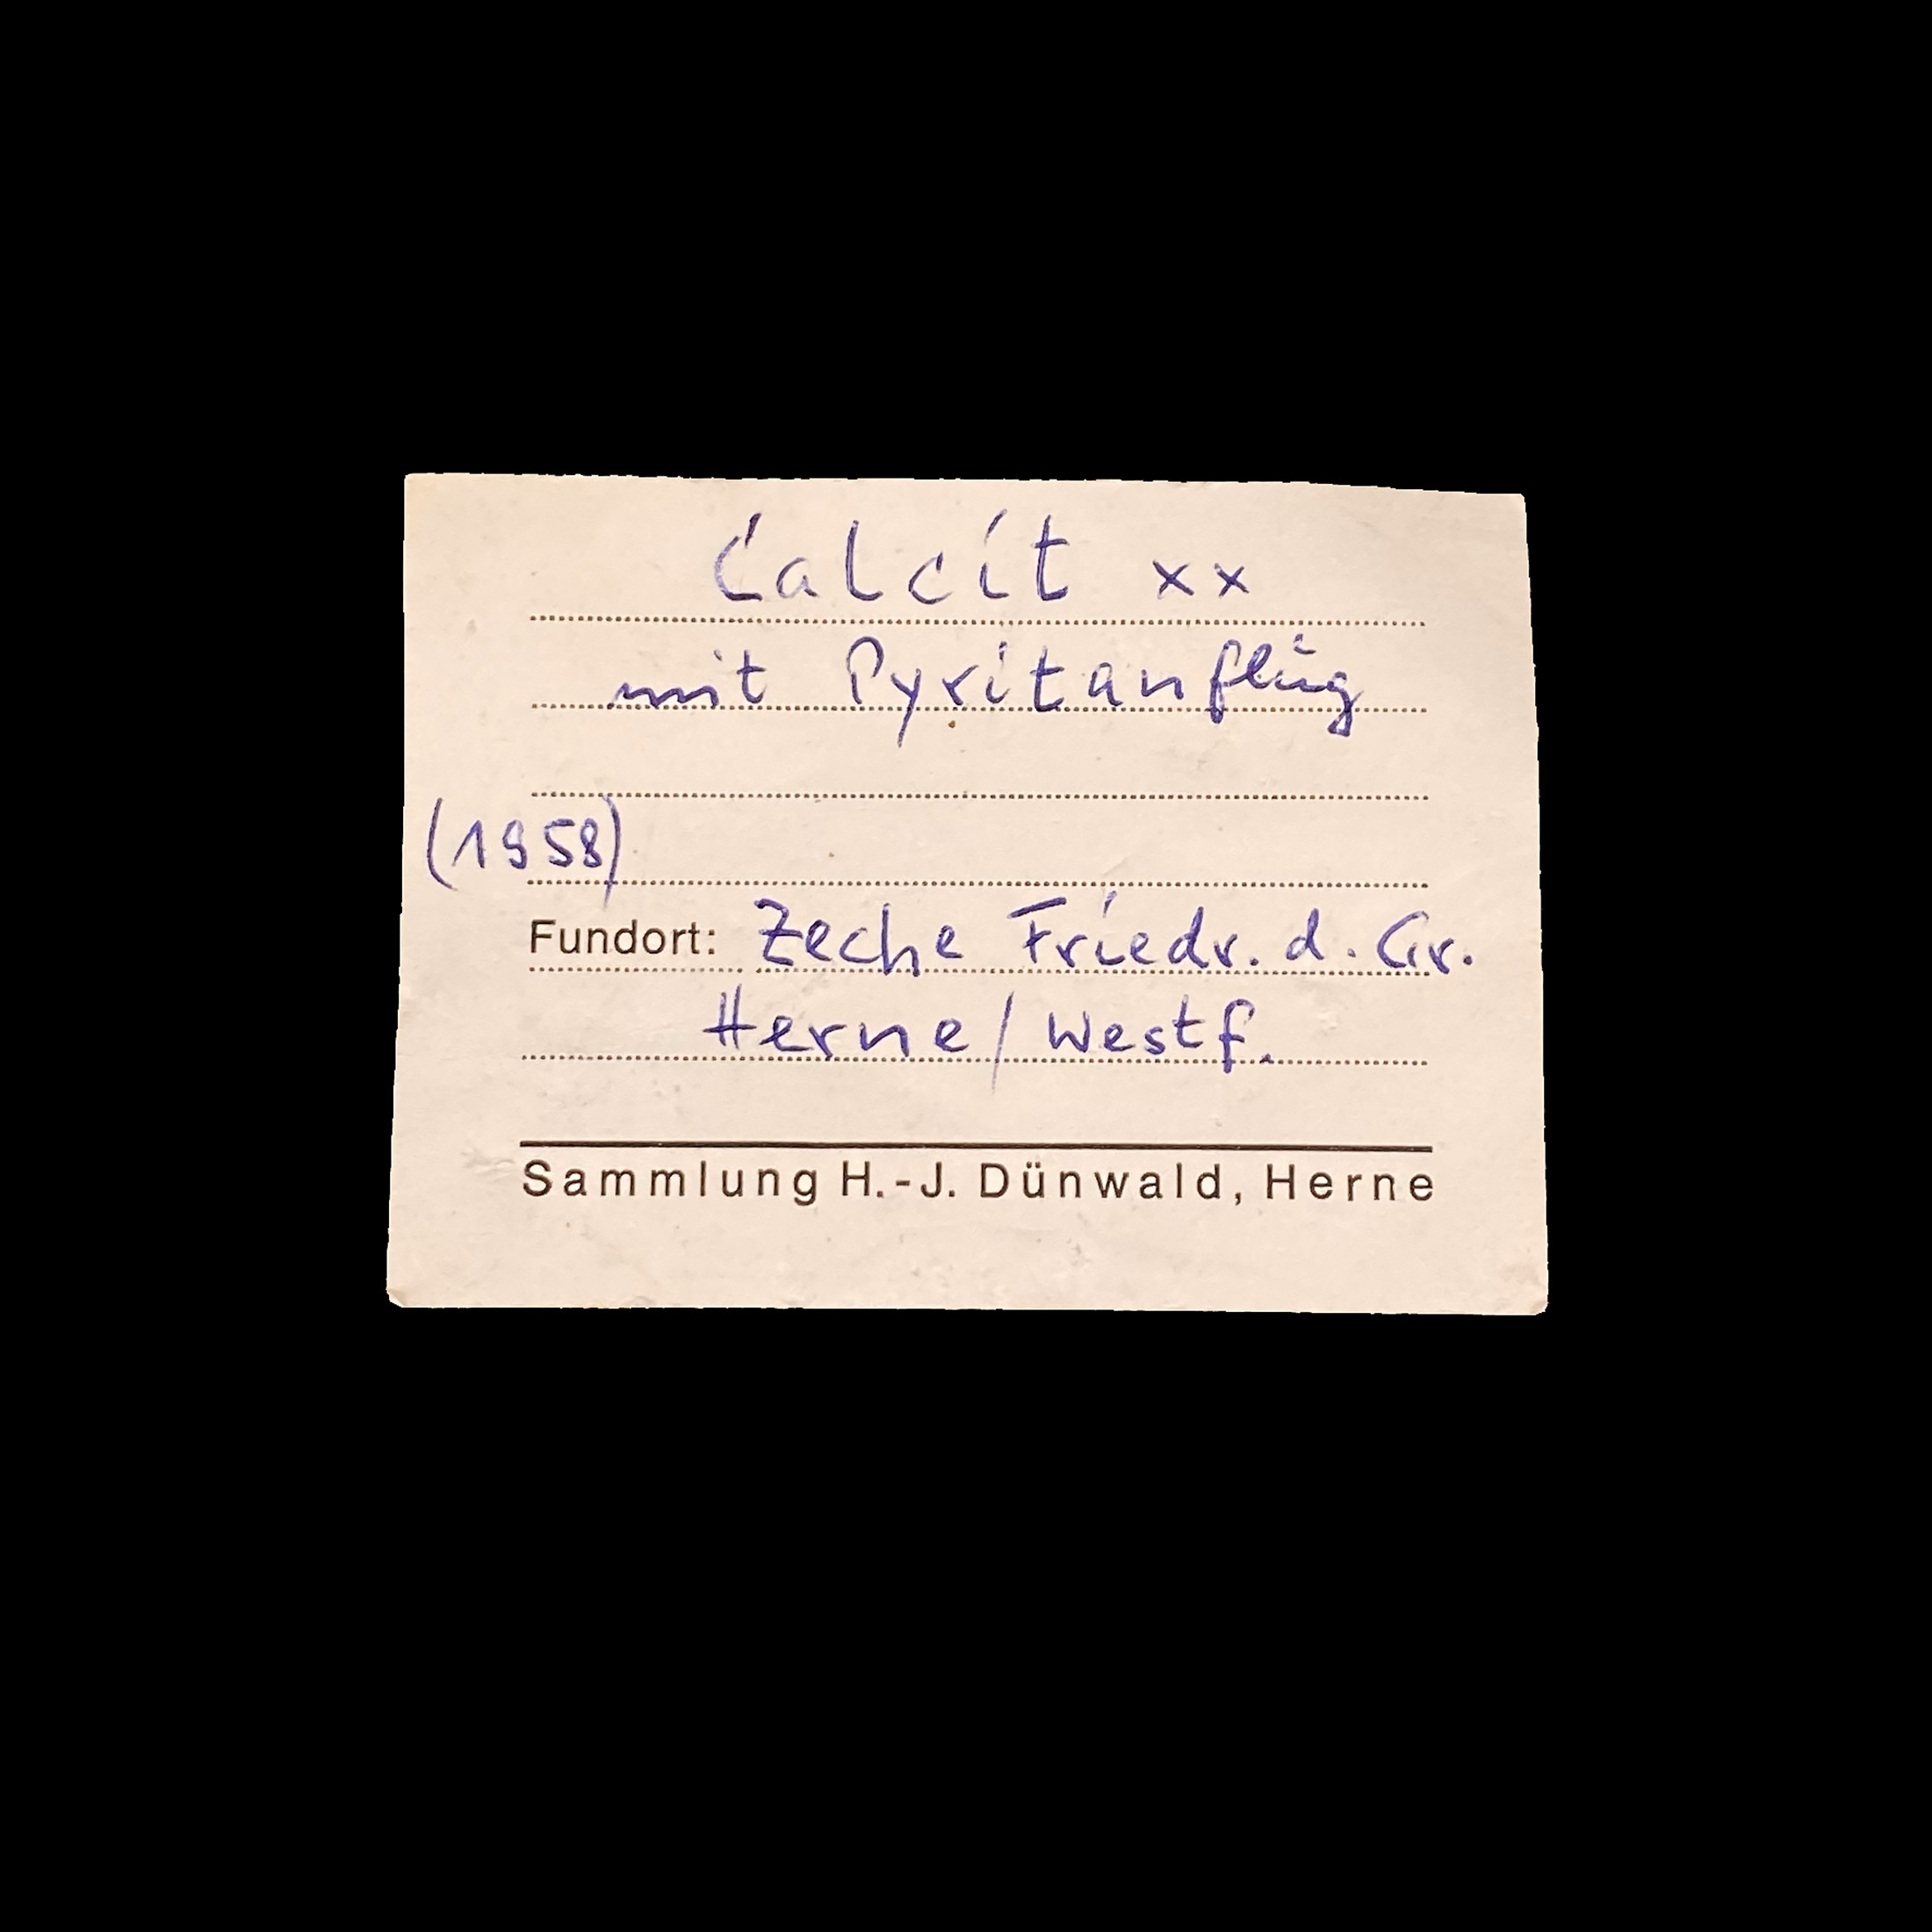 Calcit xx
mit Pyritanflug
(1958)
Fundort: Zeche Friedr. d. Gr.
Herne/Westf.
Sammlung H.-J. Dünwald, Herne